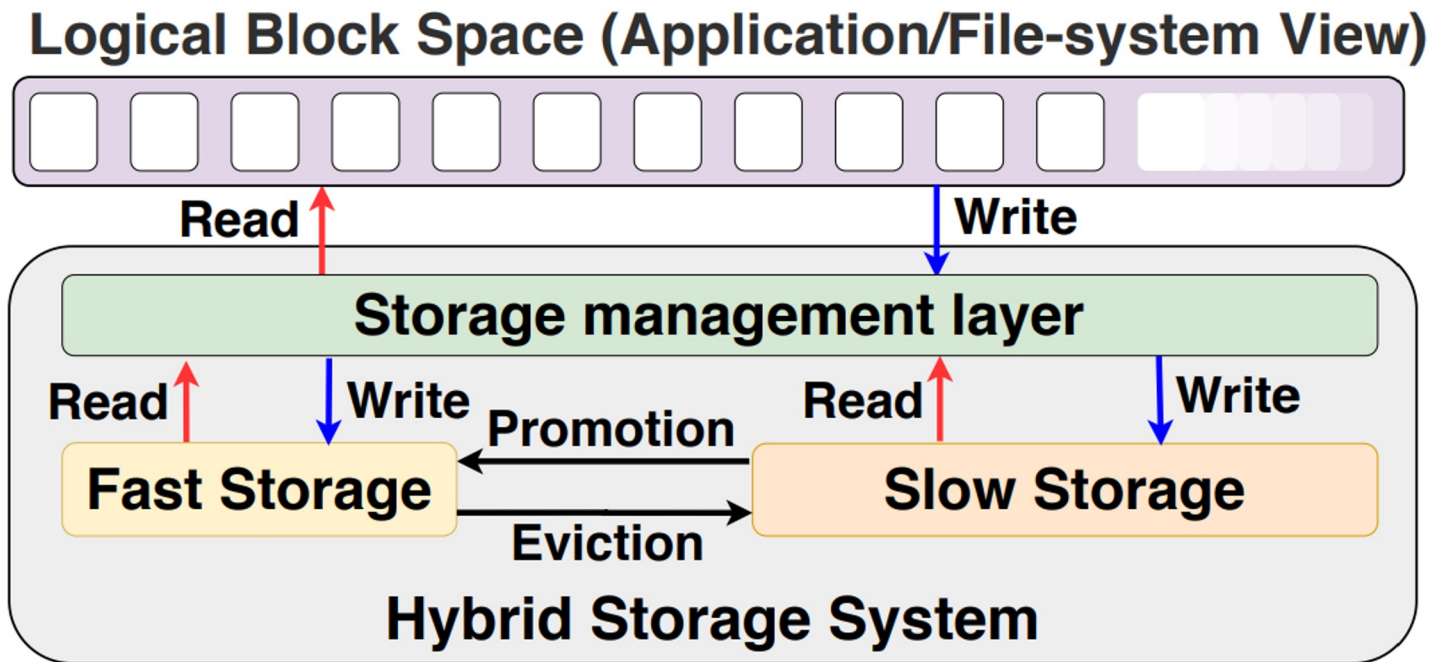 Logical Block Space (Application/File-system View)
Read
Write
Storage management layer
Read
Write
Promotion
Read
Write
Fast Storage
Slow Storage
Eviction
Hybrid Storage System